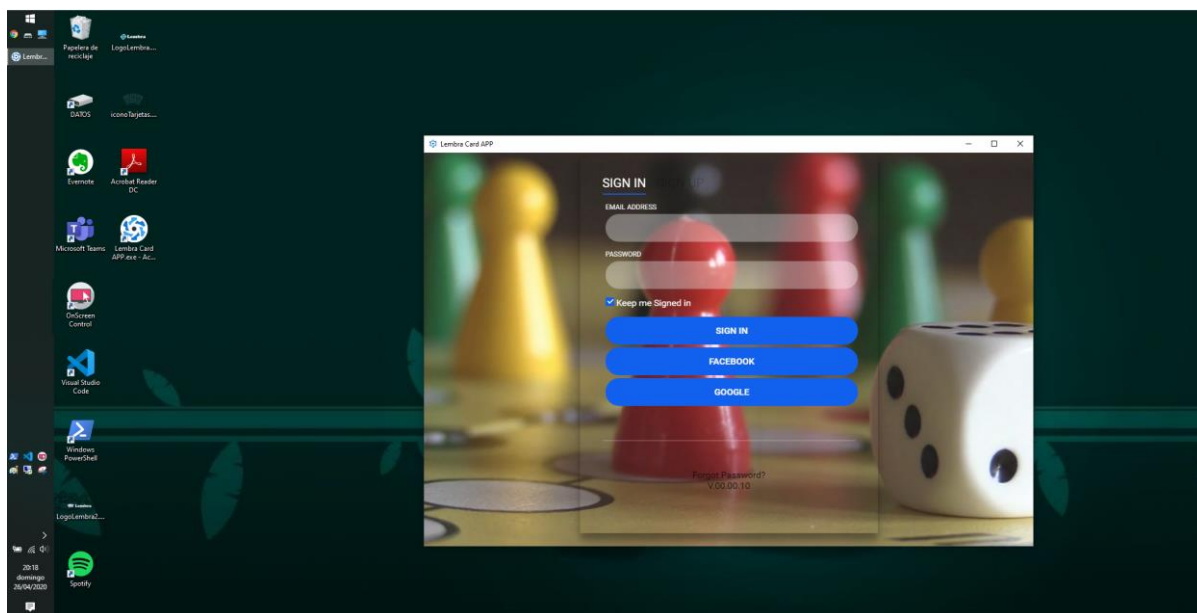 Lembr...
Papelera de
reciclaje
Lembra
LogoLembra....
DATOS
iconoTarjetas....
Evernote
Acrobat Reader
DC
Microsoft Teams
Lembra Card
APP.exe - Ac...
OnScreen
Control
Visual Studio
Code
Windows
PowerShell
Lembra
LogoLembra2....
Spotify
20:18
domingo
26/04/2020
Lembra Card APP
SIGN IN
EMAIL ADDRESS
PASSWORD
Keep me Signed in
SIGN IN
FACEBOOK
GOOGLE
Forgot Password?
V.00.00.10